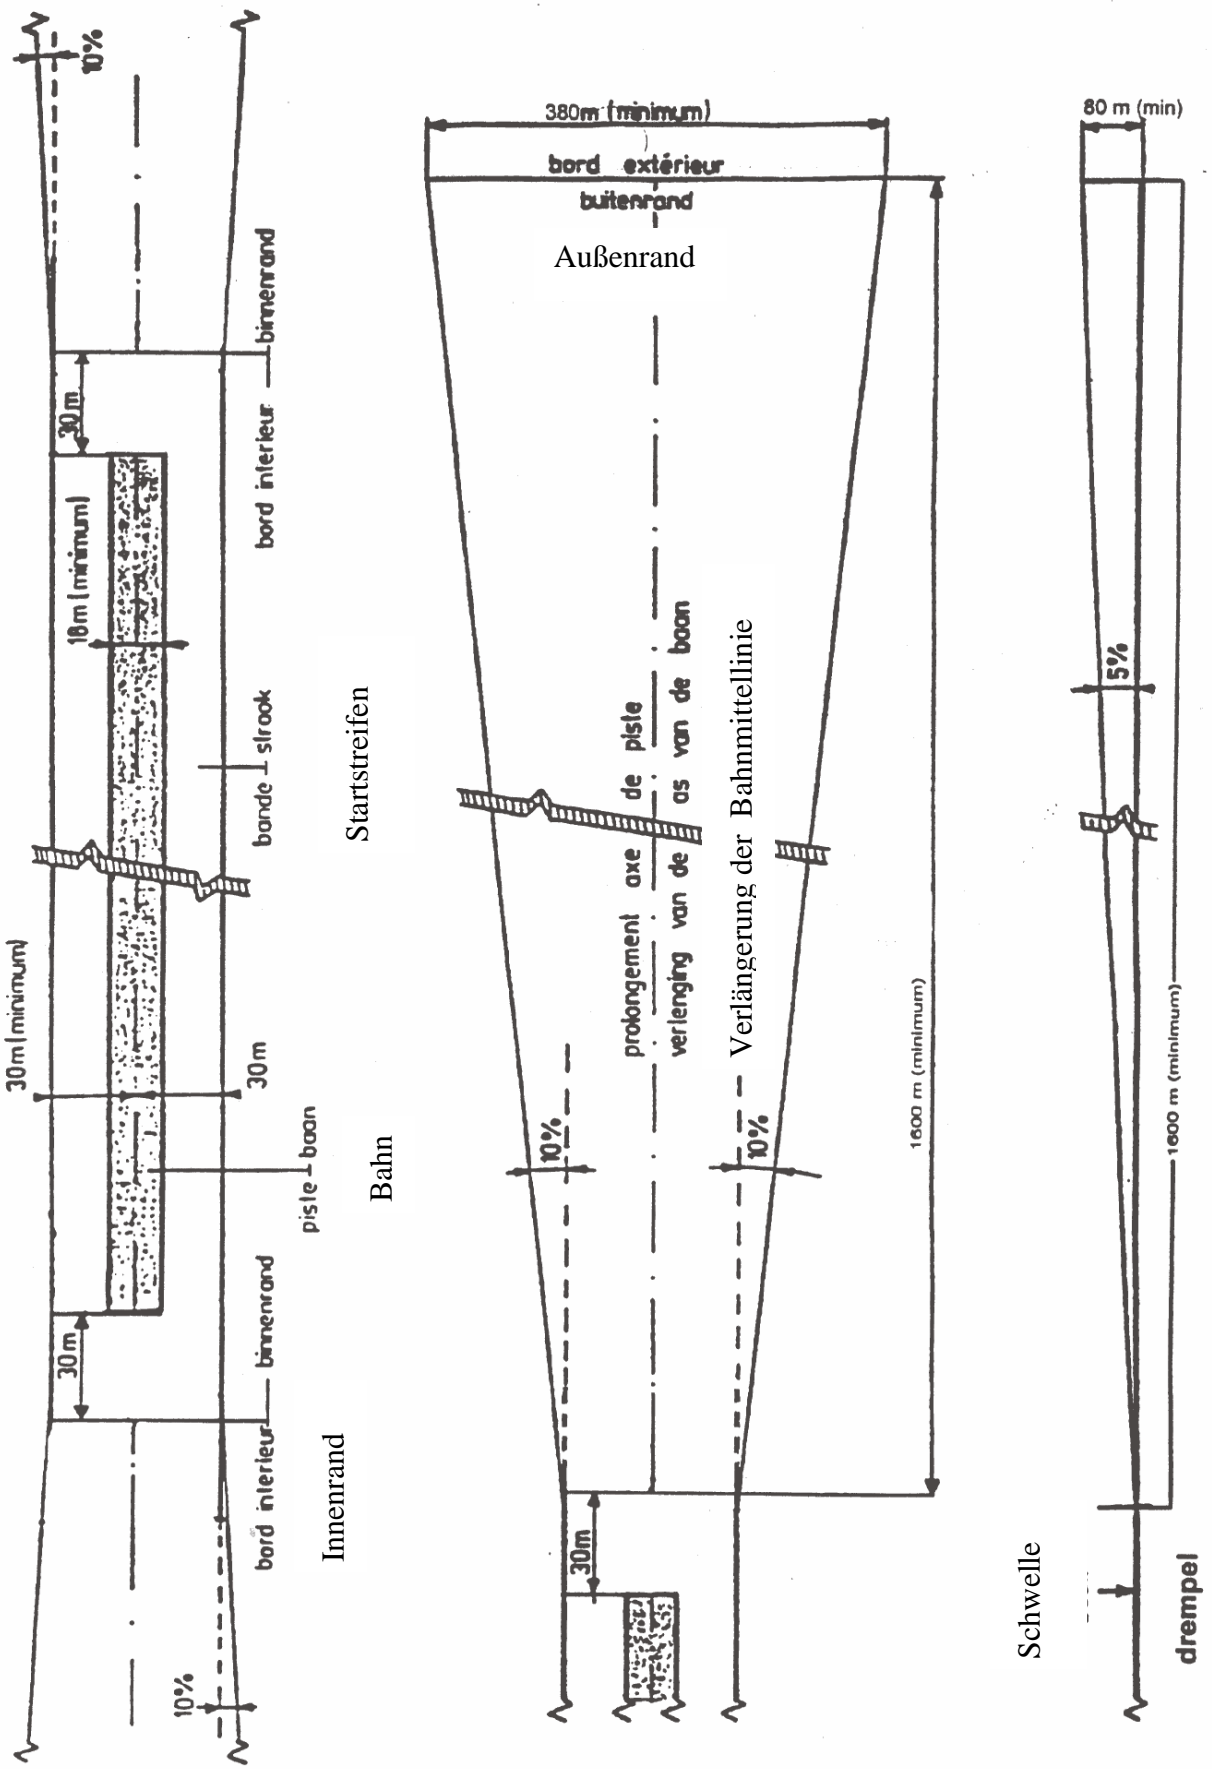 10%
30m
18m (minimum)
30m (minimum)
30m
30m
10%
bord interieur
binnenrand
bande
strook
piste
baan
bord interieur
binnenrand
Startstreifen
Bahn
Innenrand
380m (minimum)
bord extérieur
buitenrand
Außenrand
prolongement axe de piste
verlenging van de as van de baan
Verlängerung der Bahnmittellinie
10%
10%
30m
1600 m (minimum)
80 m (min)
5%
1600 m (minimum)
Schwelle
drempel